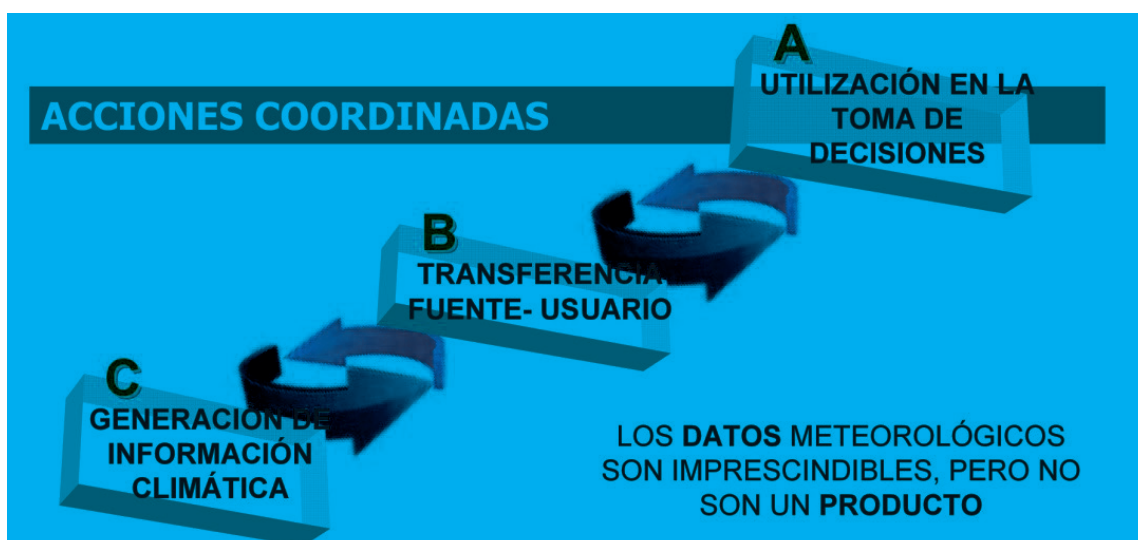 ACCIONES COORDINADAS
A
UTILIZACIÓN EN LA
TOMA DE
DECISIONES
B
TRANSFERENCIA
FUENTE- USUARIO
C
GENERACIÓN DE
INFORMACIÓN
CLIMÁTICA
LOS DATOS METEOROLÓGICOS
SON IMPRESCINDIBLES, PERO NO
SON UN PRODUCTO